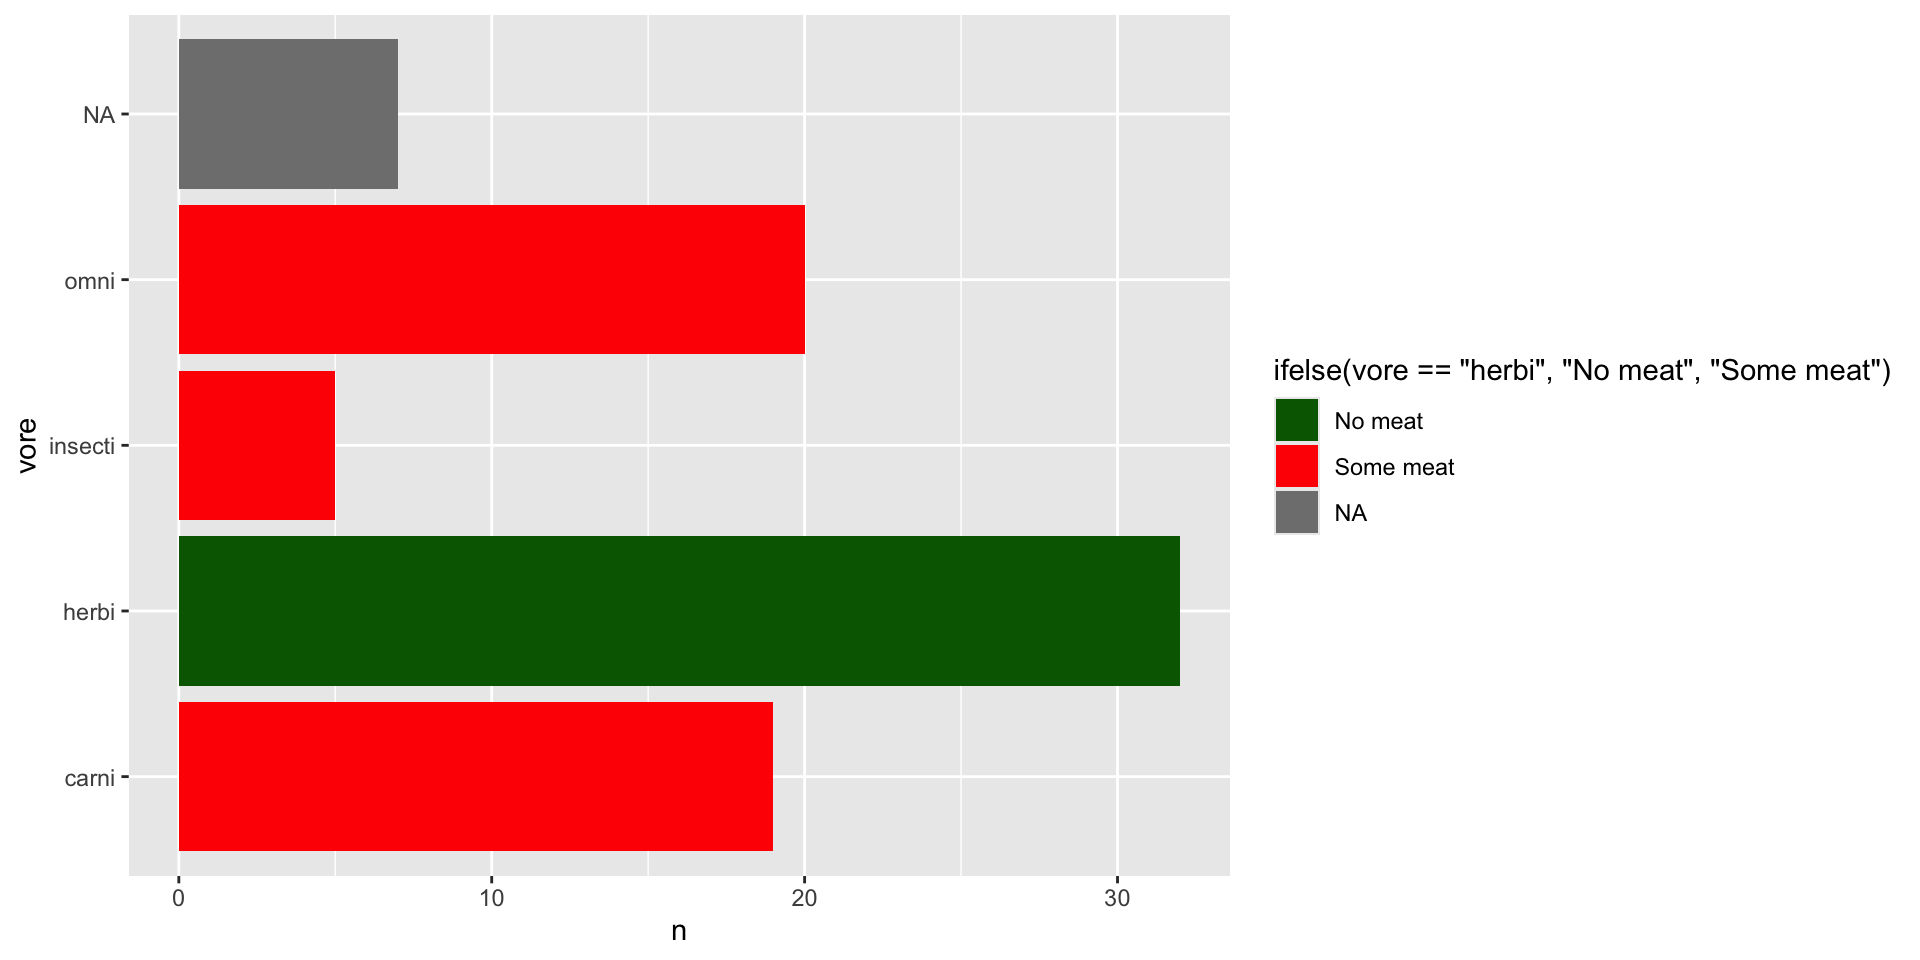 NA
omni
insecti
herbi
carni
vore
0 10 20 30
n
ifelse(vore == "herbi", "No meat", "Some meat")
No meat
Some meat
NA